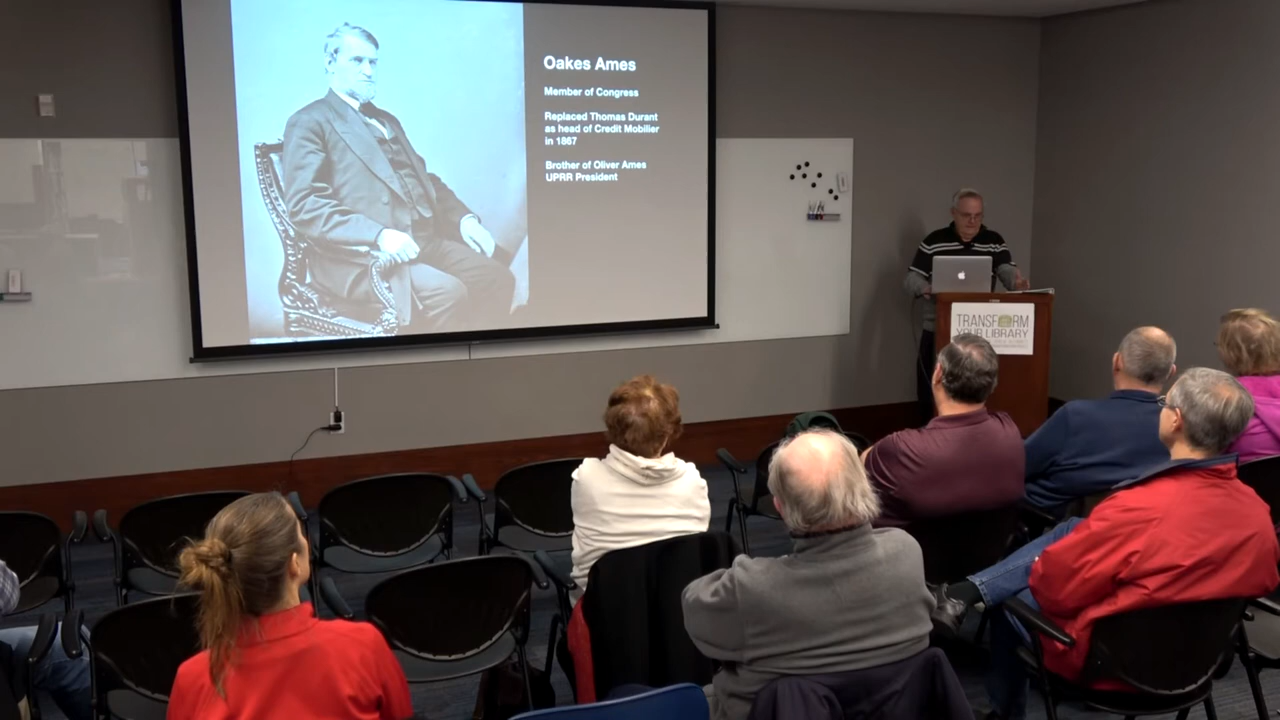 Oakes Ames
Member of Congress
Replaced Thomas Durant
as head of Credit Mobilier
in 1867
Brother of Oliver Ames
UPRR President
TRANSFORM
YOUR LIBRARY